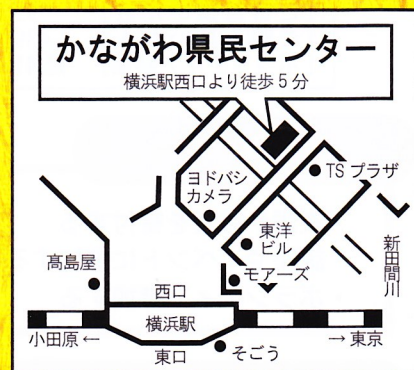 かながわ県民センター
横浜駅西口より徒歩5分
ヨドバシ
カメラ
TS プラザ
東洋
ビル
新田間川
髙島屋
モアーズ
西口
横浜駅
小田原←
→東京
東口
そごう